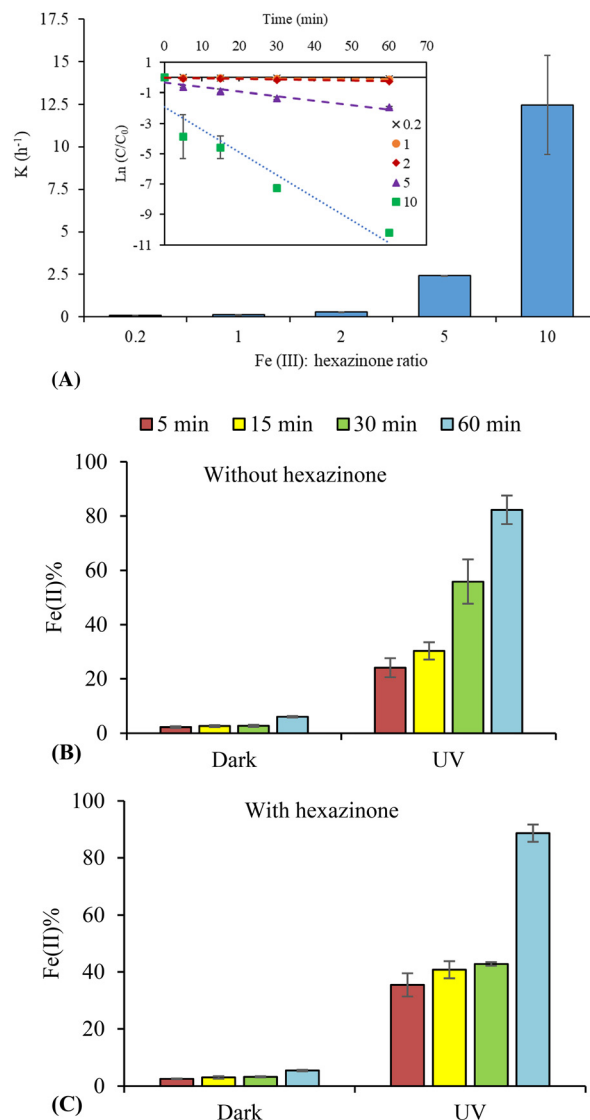 Time (min)
0 10 20 30 40 50 60 70
17.5
15
12.5
10
7.5
5
2.5
0
K (h⁻¹)
1
-1
-3
-5
-7
-9
-11
Ln (C/C₀)
0.2
1
2
5
10
0.2 1 2 5 10
Fe (III): hexazinone ratio
(A)
5 min 15 min 30 min 60 min
Without hexazinone
100
80
60
40
20
0
Fe(II)%
Dark UV
(B)
With hexazinone
100
80
60
40
20
0
Fe(II)%
Dark UV
(C)